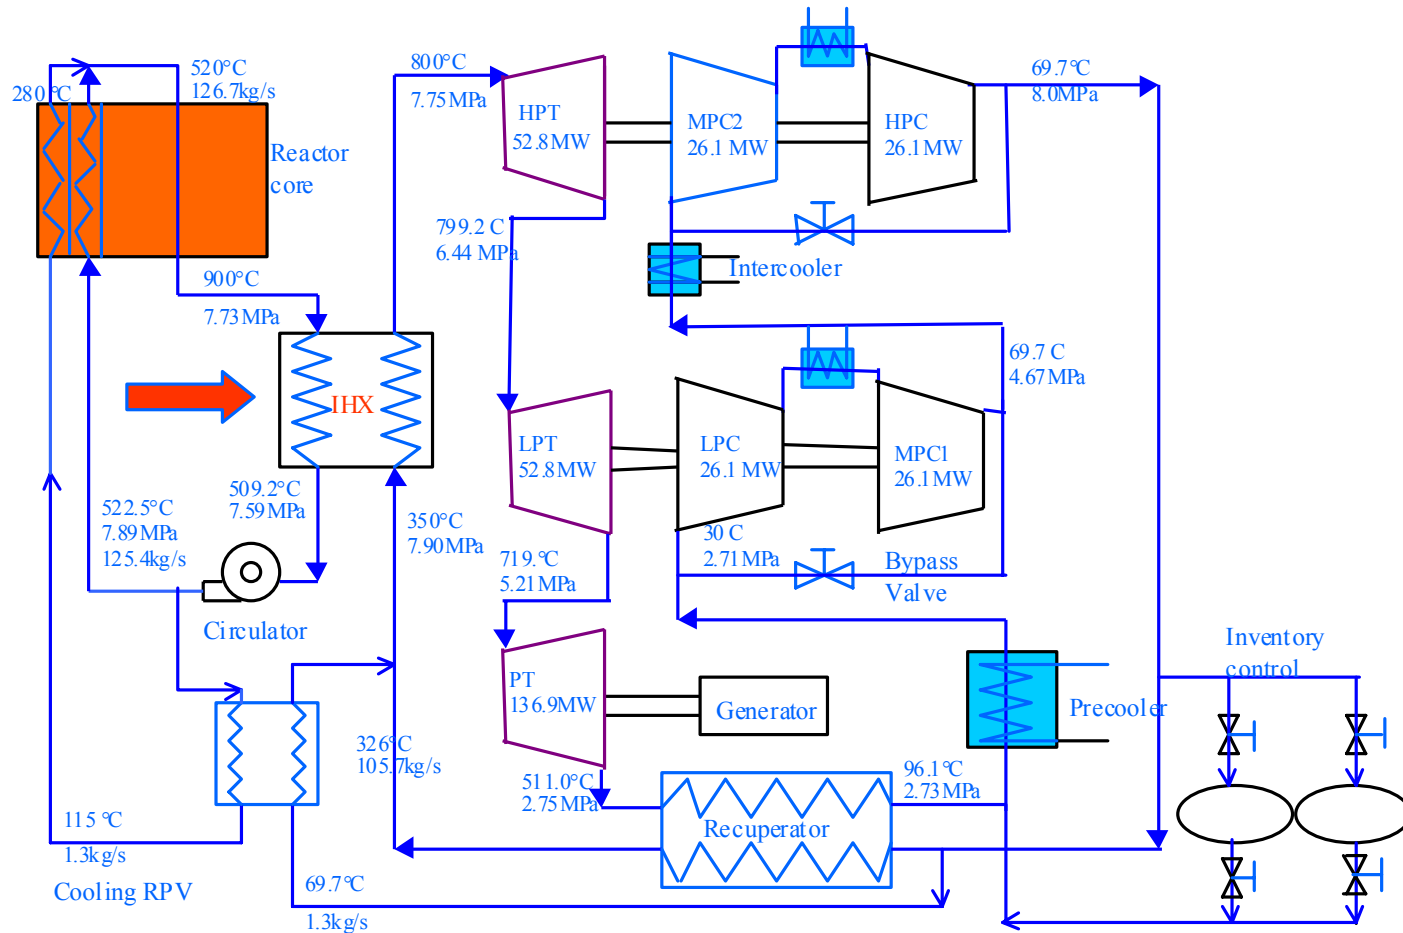 280 °C
520°C
126.7kg/s
Reactor
core
900°C
7.73MPa
IHX
509.2°C
7.59MPa
522.5°C
7.89MPa
125.4kg/s
Circulator
115 °C
1.3kg/s
Cooling RPV
69.7°C
1.3kg/s
326°C
105.7kg/s
350°C
7.90MPa
800°C
7.75MPa
HPT
52.8MW
MPC2
26.1 MW
HPC
26.1MW
69.7°C
8.0MPa
799.2 C
6.44 MPa
Intercooler
69.7 C
4.67MPa
LPT
52.8MW
LPC
26.1 MW
MPC1
26.1MW
30 C
2.71MPa
Bypass
Valve
719.°C
5.21MPa
PT
136.9MW
Generator
Precooler
Inventory
control
511.0°C
2.75MPa
Recuperator
96.1°C
2.73MPa